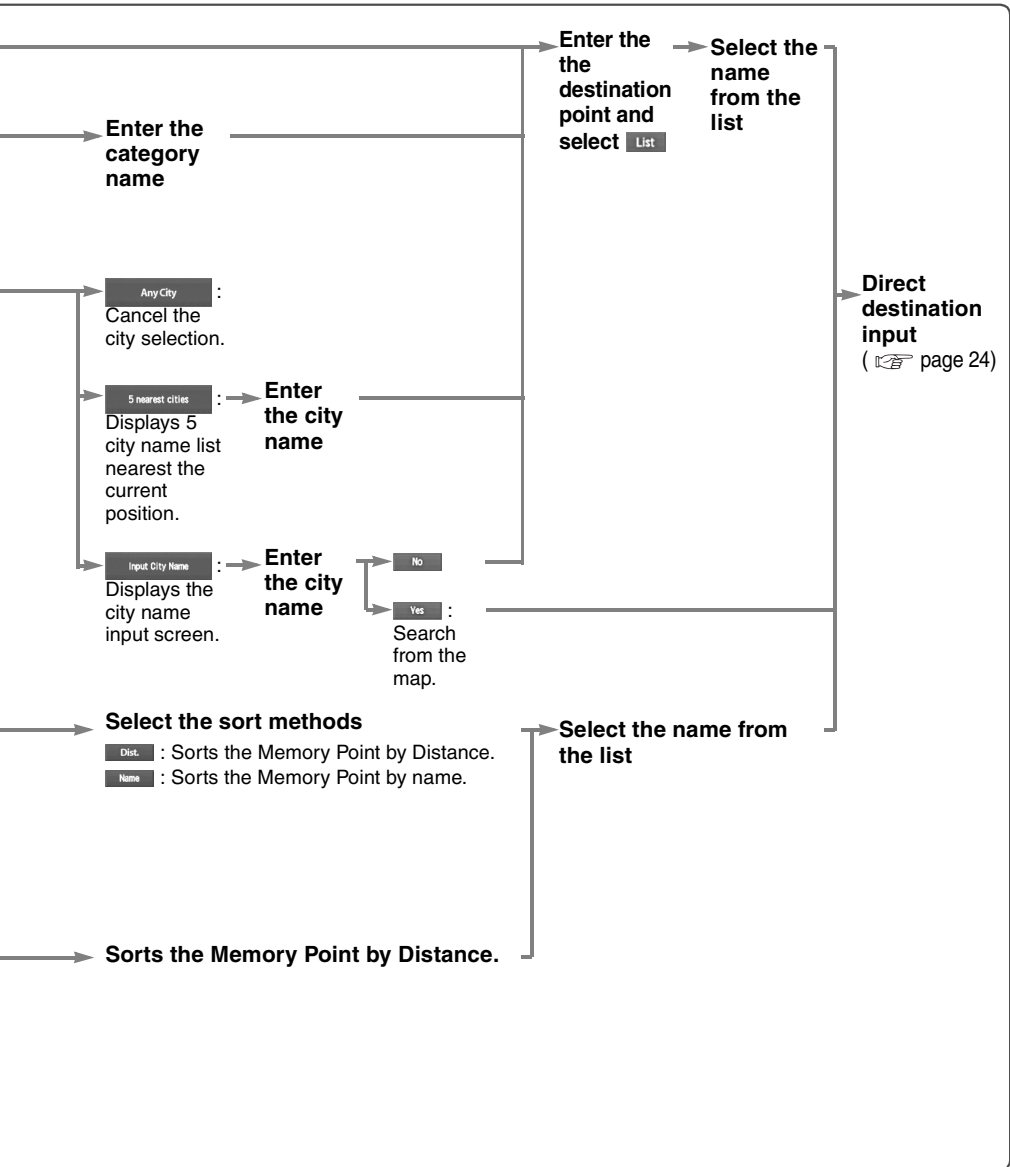 Enter the
the
destination
point and
select List
Select the
name
from the
list
Enter the
category
name
Any City :
Cancel the
city selection.
5 nearest cities :
Displays 5
city name list
nearest the
current
position.
Enter
the city
name
Input City Name :
Displays the
city name
input screen.
Enter
the city
name
No
Yes :
Search
from the
map.
Direct
destination
input
( page 24)
Select the sort methods
Dist. : Sorts the Memory Point by Distance.
Name : Sorts the Memory Point by name.
Select the name from
the list
Sorts the Memory Point by Distance.